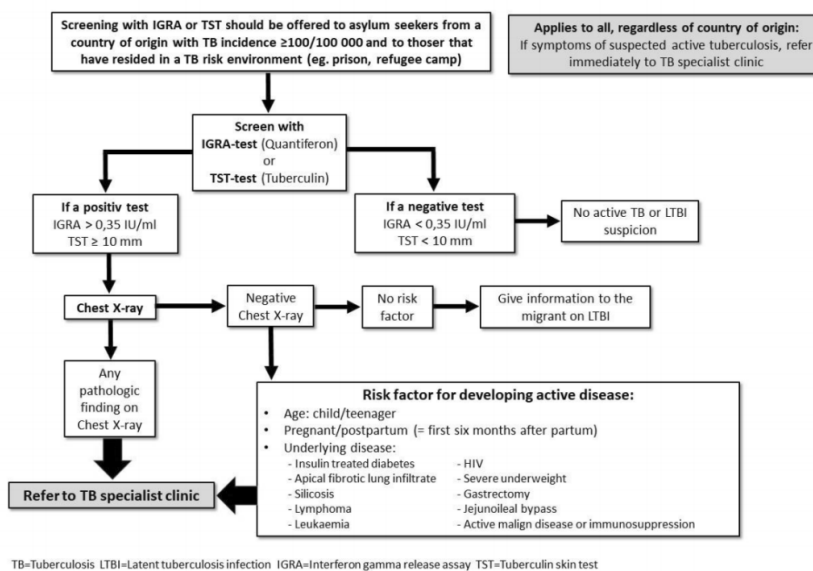 Screening with IGRA or TST should be offered to asylum seekers from a
country of origin with TB incidence ≥100/100 000 and to thoser that
have resided in a TB risk environment (eg. prison, refugee camp)
Applies to all, regardless of country of origin:
If symptoms of suspected active tuberculosis, refer
immediately to TB specialist clinic
Screen with
IGRA-test (Quantiferon)
or
TST-test (Tuberculin)
If a positiv test
IGRA > 0,35 IU/ml
TST ≥ 10 mm
If a negative test
IGRA < 0,35 IU/ml
TST < 10 mm
No active TB or LTBI
suspicion
Chest X-ray
Negative
Chest X-ray
No risk
factor
Give information to the
migrant on LTBI
Any
pathologic
finding on
Chest X-ray
Refer to TB specialist clinic
Risk factor for developing active disease:
• Age: child/teenager
• Pregnant/postpartum (= first six months after partum)
• Underlying disease:
- Insulin treated diabetes
- Apical fibrotic lung infiltrate
- Silicosis
- Lymphoma
- Leukaemia
- HIV
- Severe underweight
- Gastrectomy
- Jejunoileal bypass
- Active malign disease or immunosuppression
TB=Tuberculosis LTBI=Latent tuberculosis infection IGRA=Interferon gamma release assay TST=Tuberculin skin test